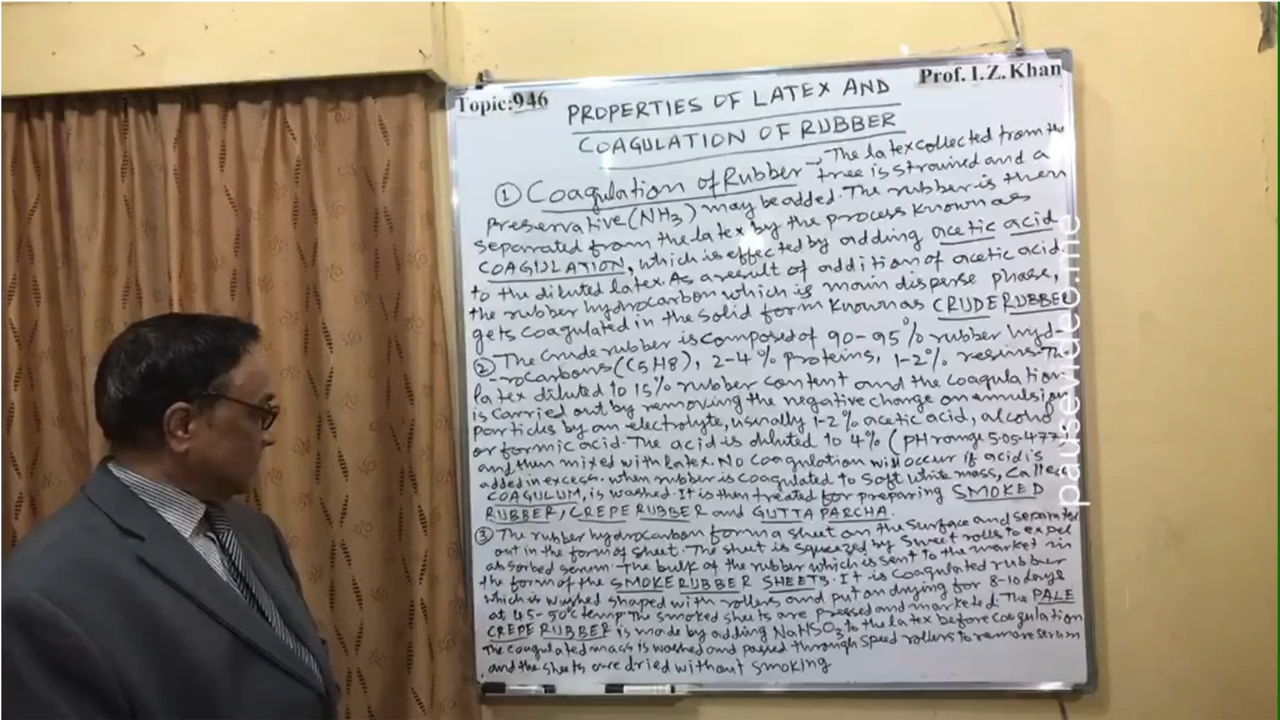 Topic:946
Prof. I. Z. Khan
PROPERTIES OF LATEX AND
COAGULATION OF RUBBER
① Coagulation of Rubber → The latex collected from the
tree is strained and a
preservative (NH3) may be added. The rubber is then
separated from the latex by the process known as
COAGULATION, which is effected by adding acetic acid
to the diluted latex. As a result of addition of acetic acid.
the rubber hydrocarbon which is main disperse phase,
gets coagulated in the solid form known as CRUDE RUBBER
② The crude rubber is composed of 90-95% rubber hyd-
-rocarbons (C5H8), 2-4% proteins, 1-2% resins. The
latex diluted to 15% rubber content and the coagulation
is carried out by removing the negative charge on emulsion
particles by an electrolyte, usually 1-2% acetic acid, alcohol
or formic acid. The acid is diluted to 4% (PH range 5.05-4.77
and then mixed with latex. No coagulation will occur if acid is
added in excess. when rubber is coagulated to soft white mass, called
COAGULUM, is washed. It is then treated for preparing SMOKED
RUBBER, CREPE RUBBER and GUTTA PARCHA.
③ The rubber hydrocarbon form a sheet on the surface and separates
out in the form of sheet. The sheet is squeezed by Sweet rolls to expel
absorbed serum. The bulk of the rubber which is sent to the market in
the form of the SMOKE RUBBER SHEETS. It is coagulated rubber
which is washed shaped with rollers and put on drying for 8-10 days
at 45-50°C temp. The smoked sheets are pressed and marketed. The PALE
CREPE RUBBER is made by adding NaHSO3 to the latex before coagulation
The coagulated mass is washed and passed through speed rollers to remove serum
and the sheets are dried without smoking
pausevideo.me